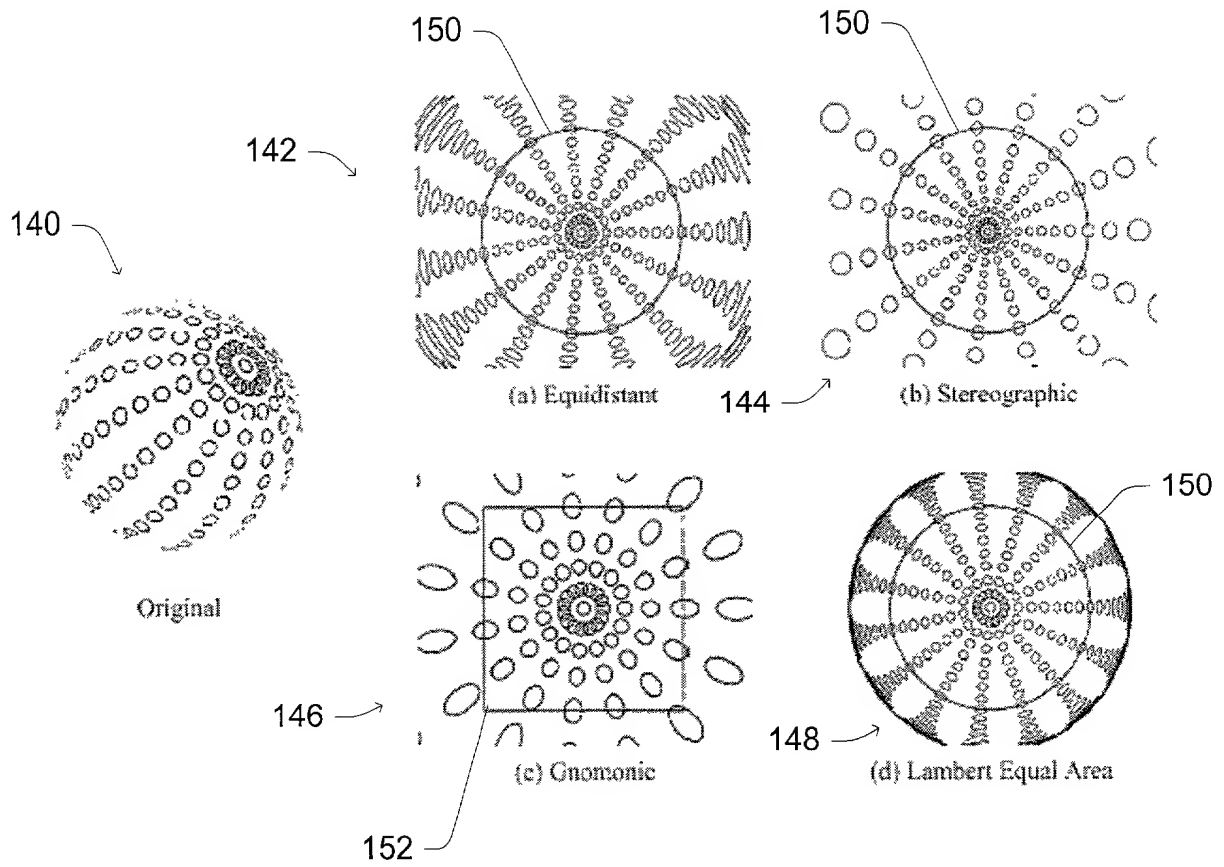 150
150
142
140
(a) Equidistant
144
(b) Stereographic
150
Original
146
148
(c) Gnomonic
(d) Lambert Equal Area
152